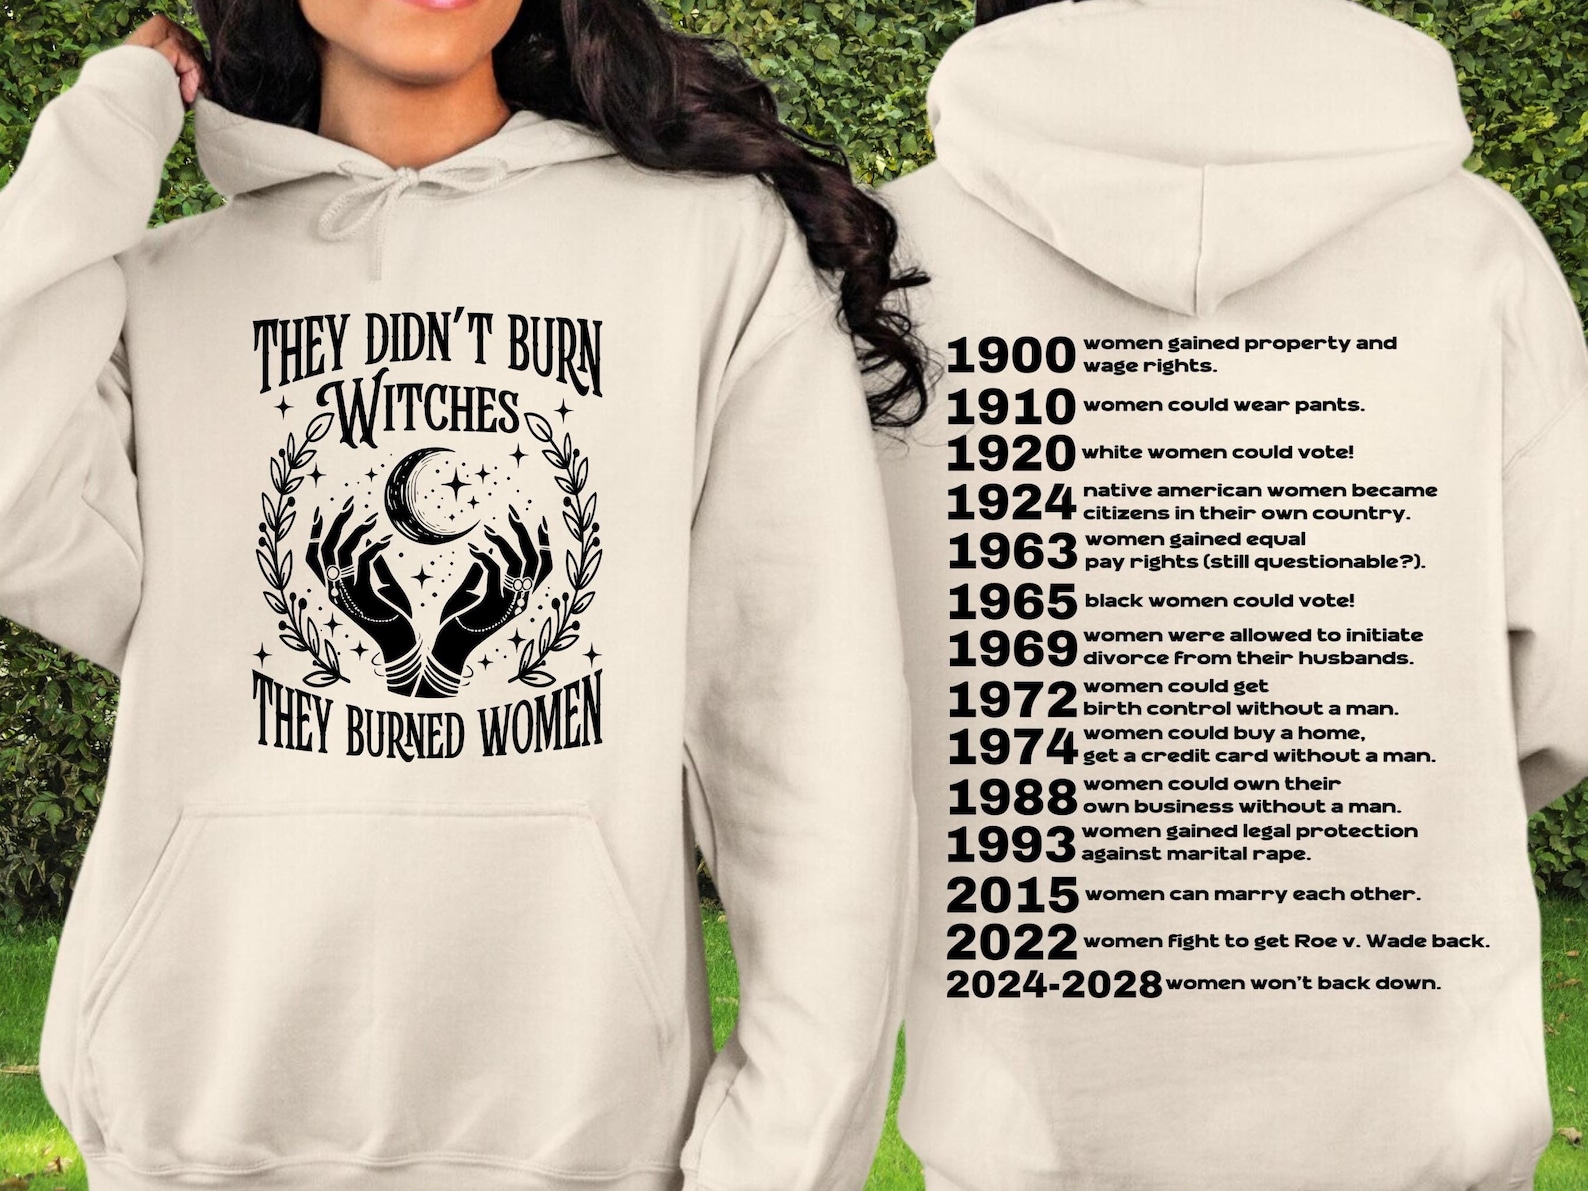 THEY DIDN'T BURN
WITCHES
THEY BURNED WOMEN
1900 women gained property and
wage rights.
1910 women could wear pants.
1920 white women could vote!
1924 native american women became
citizens in their own country.
1963 women gained equal
pay rights (still questionable?).
1965 black women could vote!
1969 women were allowed to initiate
divorce from their husbands.
1972 women could get
birth control without a man.
1974 women could buy a home,
get a credit card without a man.
1988 women could own their
own business without a man.
1993 women gained legal protection
against marital rape.
2015 women can marry each other.
2022 women fight to get Roe v. Wade back.
2024-2028 women won't back down.